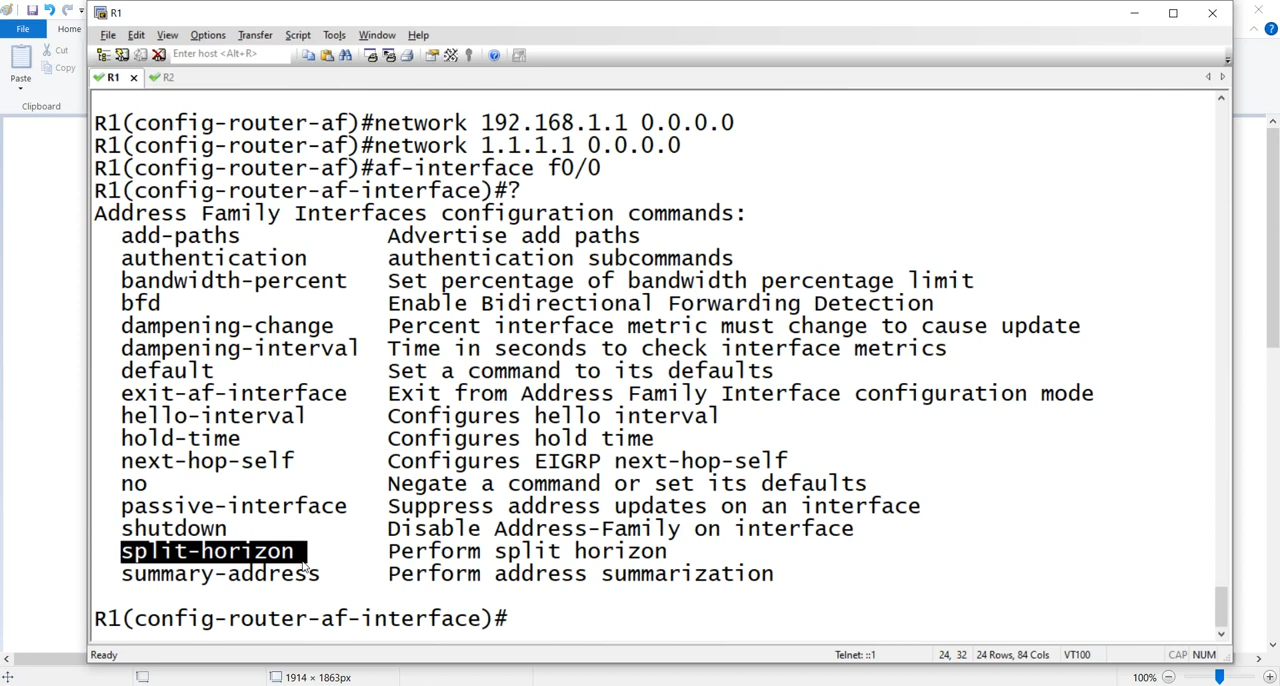 R1
File Home
File Edit View Options Transfer Script Tools Window Help
Cut
Copy
Paste
Clipboard
Enter host <Alt+R>
R1 R2
R1(config-router-af)#network 192.168.1.1 0.0.0.0
R1(config-router-af)#network 1.1.1.1 0.0.0.0
R1(config-router-af)#af-interface f0/0
R1(config-router-af-interface)#?
Address Family Interfaces configuration commands:
add-paths Advertise add paths
authentication authentication subcommands
bandwidth-percent Set percentage of bandwidth percentage limit
bfd Enable Bidirectional Forwarding Detection
dampening-change Percent interface metric must change to cause update
dampening-interval Time in seconds to check interface metrics
default Set a command to its defaults
exit-af-interface Exit from Address Family Interface configuration mode
hello-interval Configures hello interval
hold-time Configures hold time
next-hop-self Configures EIGRP next-hop-self
no Negate a command or set its defaults
passive-interface Suppress address updates on an interface
shutdown Disable Address-Family on interface
split-horizon Perform split horizon
summary-address Perform address summarization
R1(config-router-af-interface)#
Ready Telnet: ::1 24, 32 24 Rows, 84 Cols VT100 CAP NUM
1914 × 1863px 100%